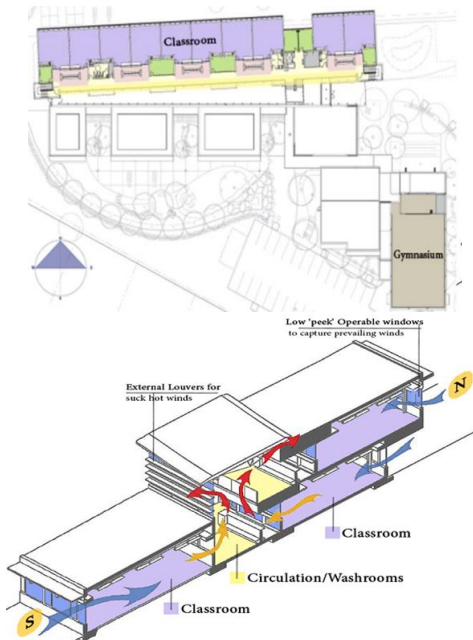 Classroom
Gymnasium
Low 'peek' Operable windows
to capture prevailing winds
External Louvers for
suck hot winds
N
Classroom
Circulation/Washrooms
Classroom
S